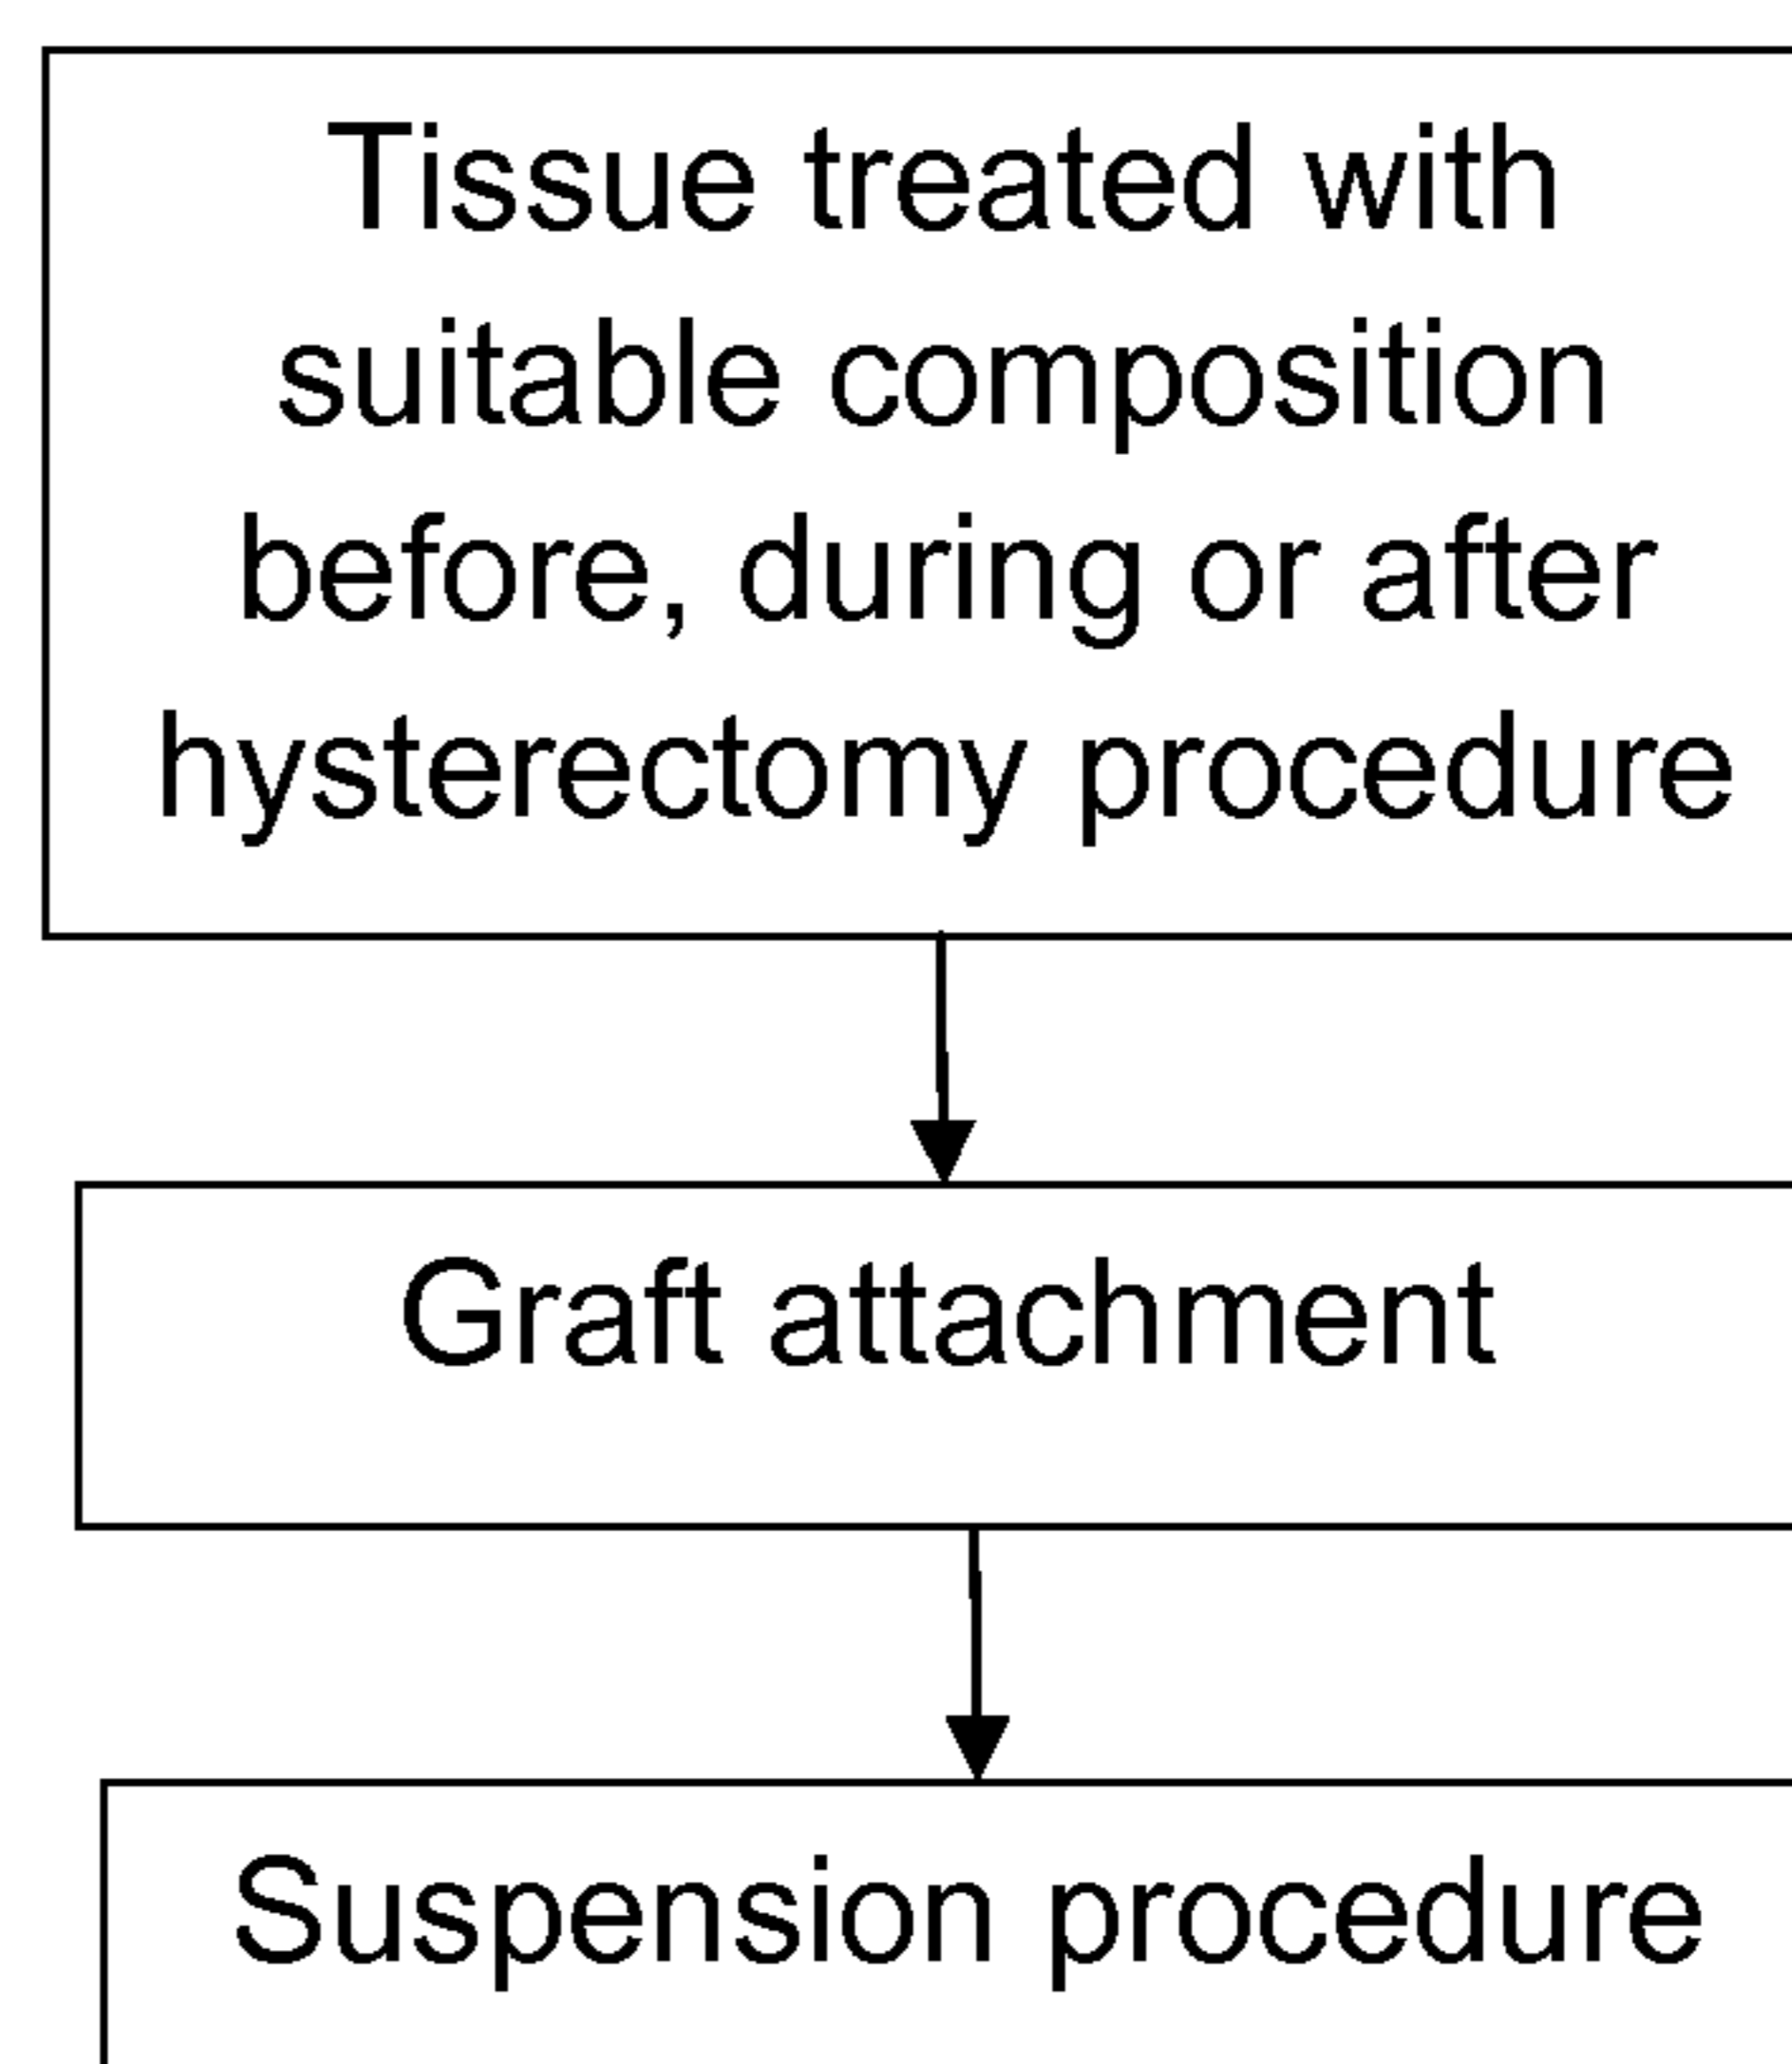 Tissue treated with
suitable composition
before, during or after
hysterectomy procedure
Graft attachment
Suspension procedure